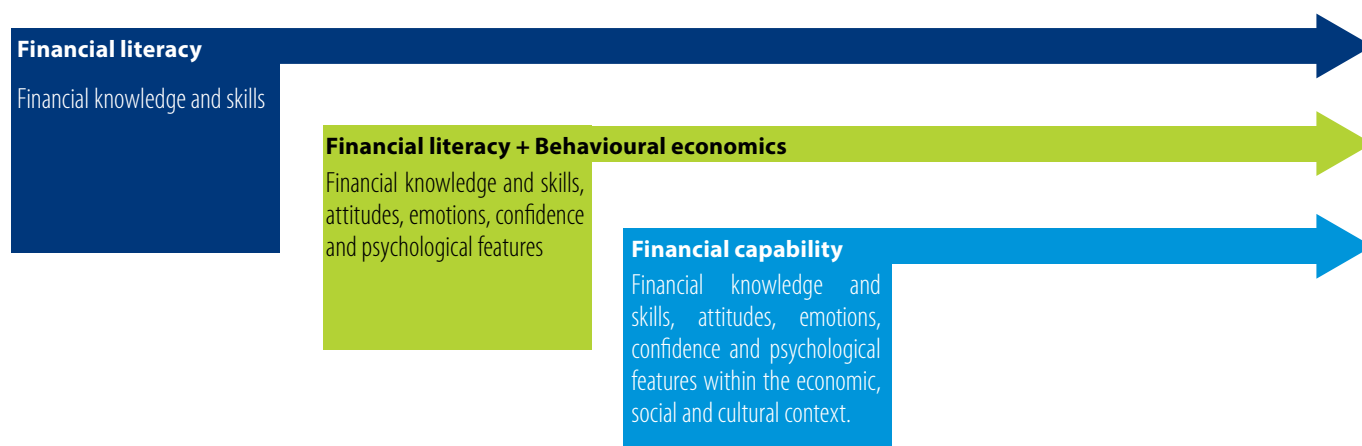 Financial literacy
Financial knowledge and skills
Financial literacy + Behavioural economics
Financial knowledge and skills,
attitudes, emotions, confidence
and psychological features
Financial capability
Financial knowledge and
skills, attitudes, emotions,
confidence and psychological
features within the economic,
social and cultural context.